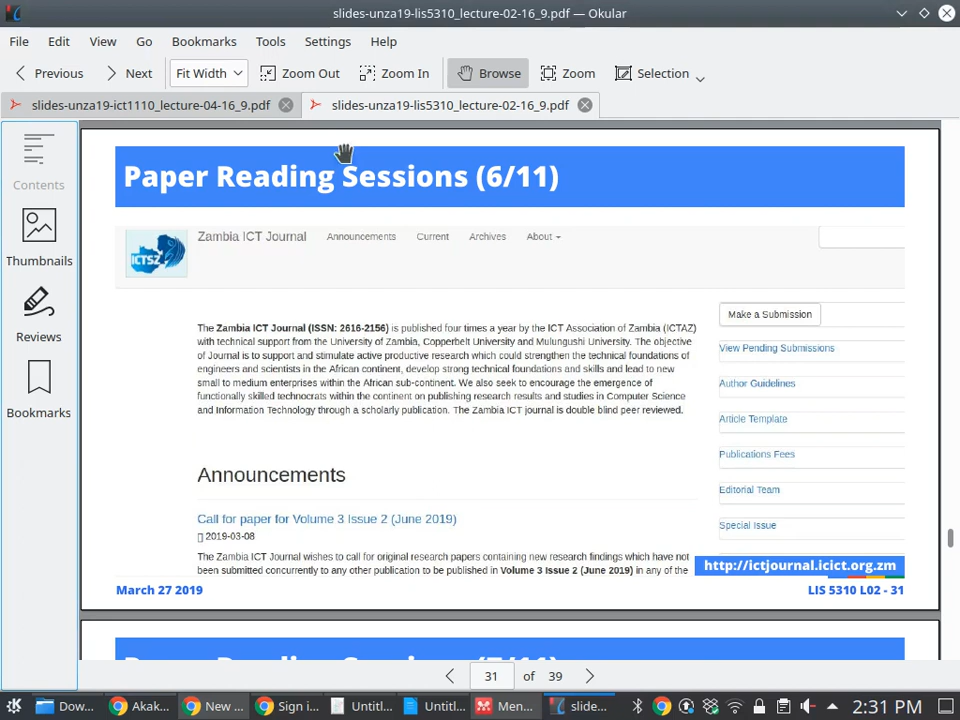 slides-unza19-lis5310_lecture-02-16_9.pdf — Okular
File Edit View Go Bookmarks Tools Settings Help
Previous Next Fit Width Zoom Out Zoom In Browse Zoom Selection
slides-unza19-ict1110_lecture-04-16_9.pdf slides-unza19-lis5310_lecture-02-16_9.pdf
Contents
Thumbnails
Reviews
Bookmarks
Paper Reading Sessions (6/11)
ICTSZ
Zambia ICT Journal Announcements Current Archives About
The Zambia ICT Journal (ISSN: 2616-2156) is published four times a year by the ICT Association of Zambia (ICTAZ)
with technical support from the University of Zambia, Copperbelt University and Mulungushi University. The objective
of Journal is to support and stimulate active productive research which could strengthen the technical foundations of
engineers and scientists in the African continent, develop strong technical foundations and skills and lead to new
small to medium enterprises within the African sub-continent. We also seek to encourage the emergence of
functionally skilled technocrats within the continent on publishing research results and studies in Computer Science
and Information Technology through a scholarly publication. The Zambia ICT journal is double blind peer reviewed.
Make a Submission
View Pending Submissions
Author Guidelines
Article Template
Publications Fees
Editorial Team
Special Issue
Announcements
Call for paper for Volume 3 Issue 2 (June 2019)
2019-03-08
The Zambia ICT Journal wishes to call for original research papers containing new research findings which have not
been submitted concurrently to any other publication to be published in Volume 3 Issue 2 (June 2019) in any of the
http://ictjournal.icict.org.zm
March 27 2019 LIS 5310 L02 - 31
31 of 39
Dow... Akak... New ... Sign i... Untitl... Untitl... Men... slide... 2:31 PM